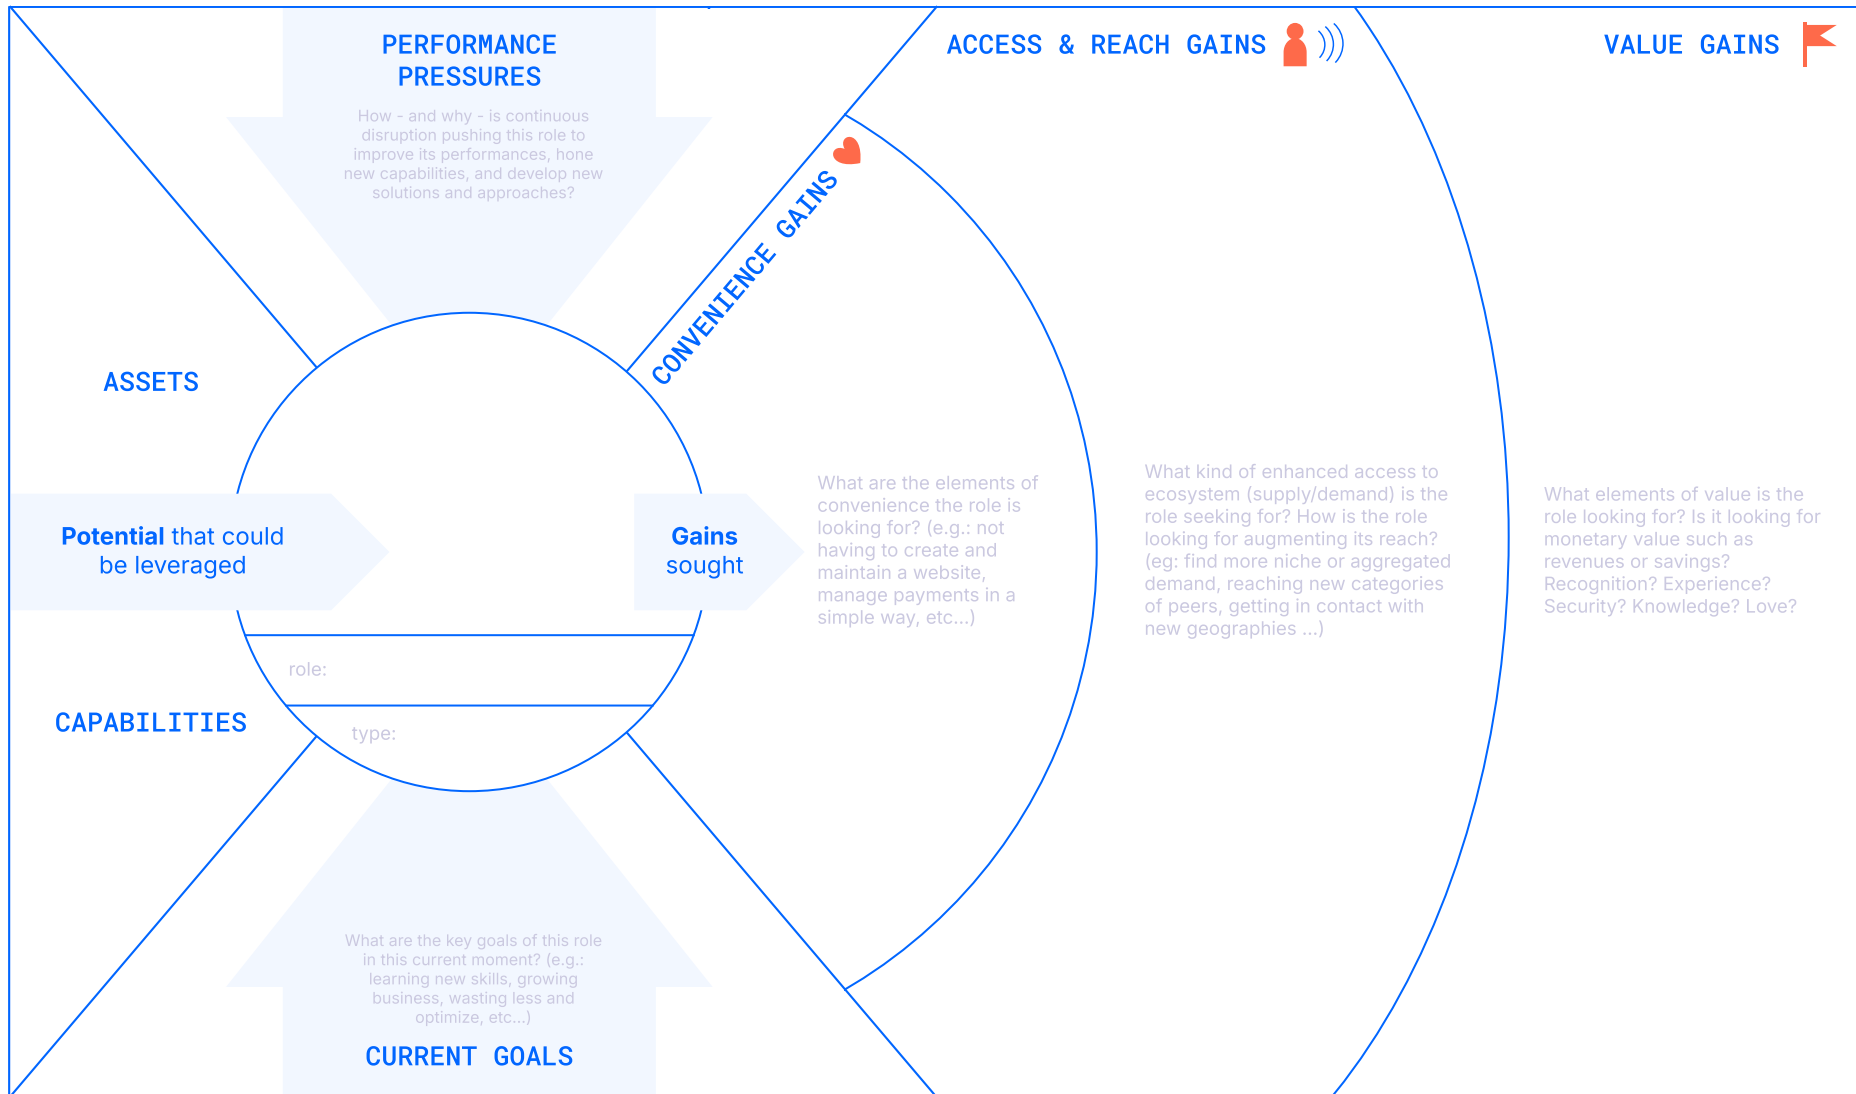 PERFORMANCE
PRESSURES
How - and why - is continuous
disruption pushing this role to
improve its performances, hone
new capabilities, and develop new
solutions and approaches?
ACCESS & REACH GAINS
VALUE GAINS
CONVENIENCE GAINS
ASSETS
Potential that could
be leveraged
CAPABILITIES
Gains
sought
role:
type:
What are the elements of
convenience the role is
looking for? (e.g.: not
having to create and
maintain a website,
manage payments in a
simple way, etc...)
What kind of enhanced access to
ecosystem (supply/demand) is the
role seeking for? How is the role
looking for augmenting its reach?
(eg: find more niche or aggregated
demand, reaching new categories
of peers, getting in contact with
new geographies ...)
What elements of value is the
role looking for? Is it looking for
monetary value such as
revenues or savings?
Recognition? Experience?
Security? Knowledge? Love?
What are the key goals of this role
in this current moment? (e.g.:
learning new skills, growing
business, wasting less and
optimize, etc...)
CURRENT GOALS